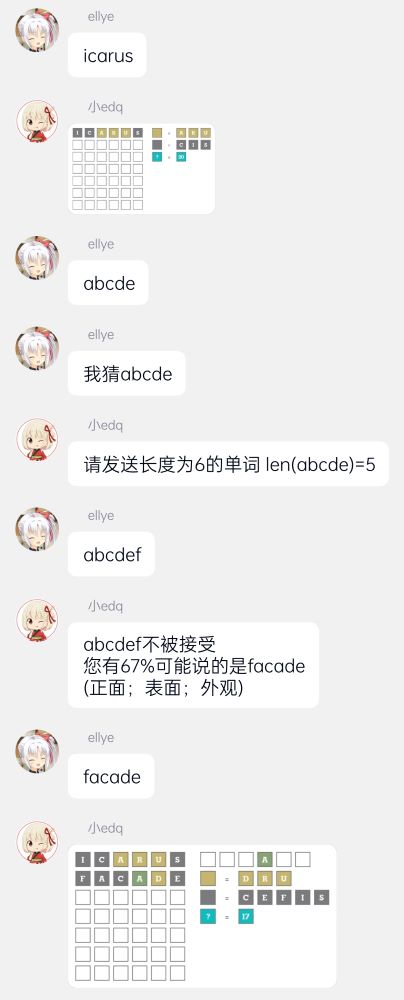 ellye
icarus
小edq
I C A R U S
= A R U
= C I S
? = 20
ellye
abcde
ellye
我猜abcde
小edq
请发送长度为6的单词 len(abcde)=5
ellye
abcdef
小edq
abcdef不被接受
您有67%可能说的是facade
(正面；表面；外观)
ellye
facade
小edq
I C A R U S
F A C A D E
A
= D R U
= C E F I S
? = 17